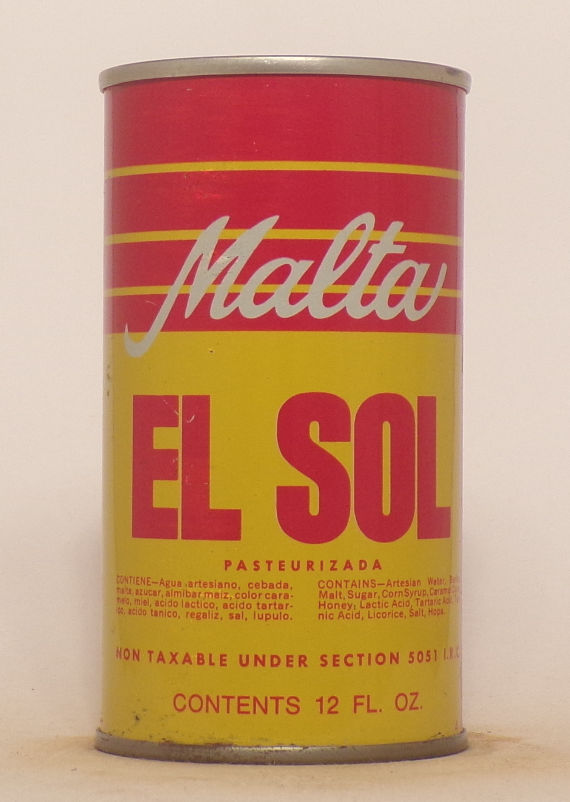 Malta
EL SOL
PASTEURIZADA
CONTIENE—Agua artesiano, cebada,
malta, azucar, almibar maiz, color cara-
melo, miel, acido lactico, acido tartar-
ico, acido tanico, regaliz, sal, lupulo.
CONTAINS—Artesian Water,
Malt, Sugar, Corn Syrup, Caramel
Honey, Lactic Acid, Tartaric Acid,
nic Acid, Licorice, Salt, Hops.
NON TAXABLE UNDER SECTION 5051 I.R.C.
CONTENTS 12 FL. OZ.